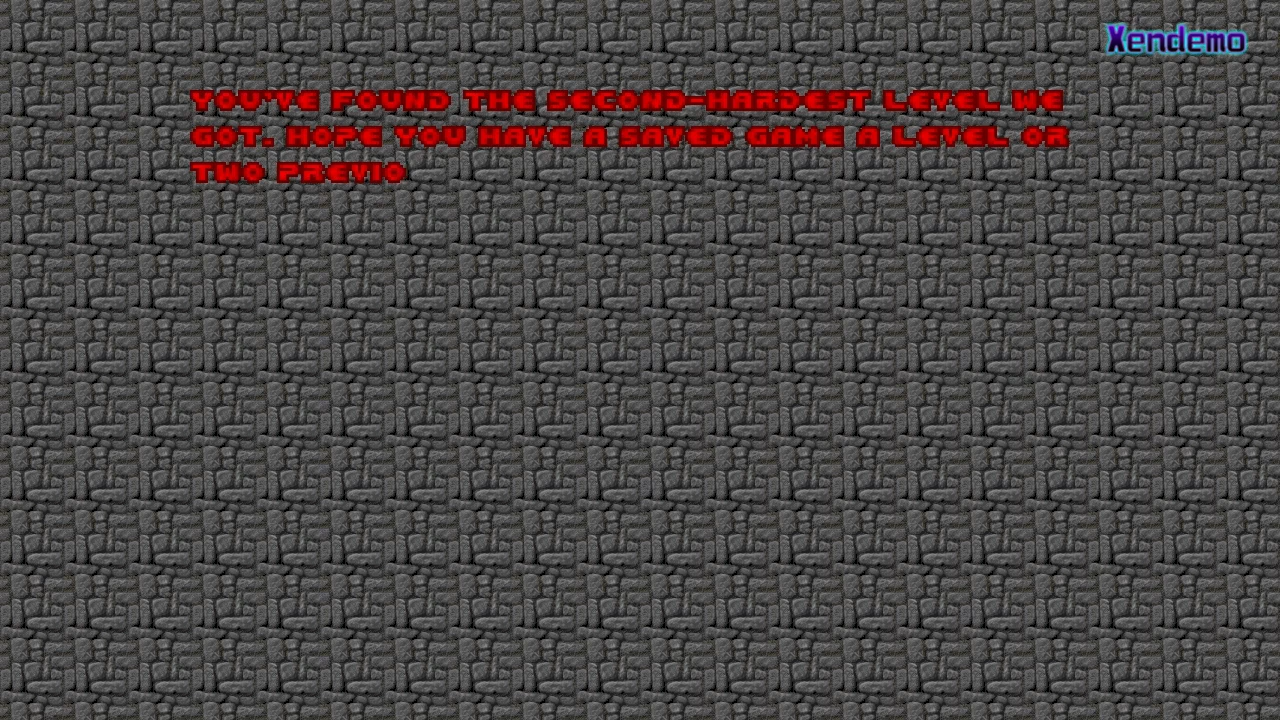 Xendemo
YOU'VE FOUND THE SECOND-HARDEST LEVEL WE
GOT. HOPE YOU HAVE A SAVED GAME A LEVEL OR
TWO PREVIO